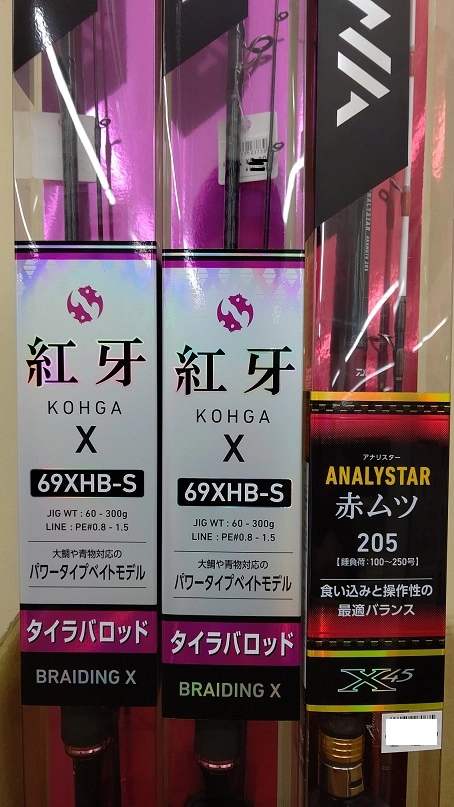 紅牙
KOHGA
X
69XHB-S
JIG WT : 60 - 300g
LINE : PE#0.8 - 1.5
大鯛や青物対応の
パワータイプベイトモデル
タイラバロッド
BRAIDING X
紅牙
KOHGA
X
69XHB-S
JIG WT : 60 - 300g
LINE : PE#0.8 - 1.5
大鯛や青物対応の
パワータイプベイトモデル
タイラバロッド
BRAIDING X
アナリスター
ANALYSTAR
赤ムツ
205
【錘負荷:100〜250号】
食い込みと操作性の
最適バランス
X45